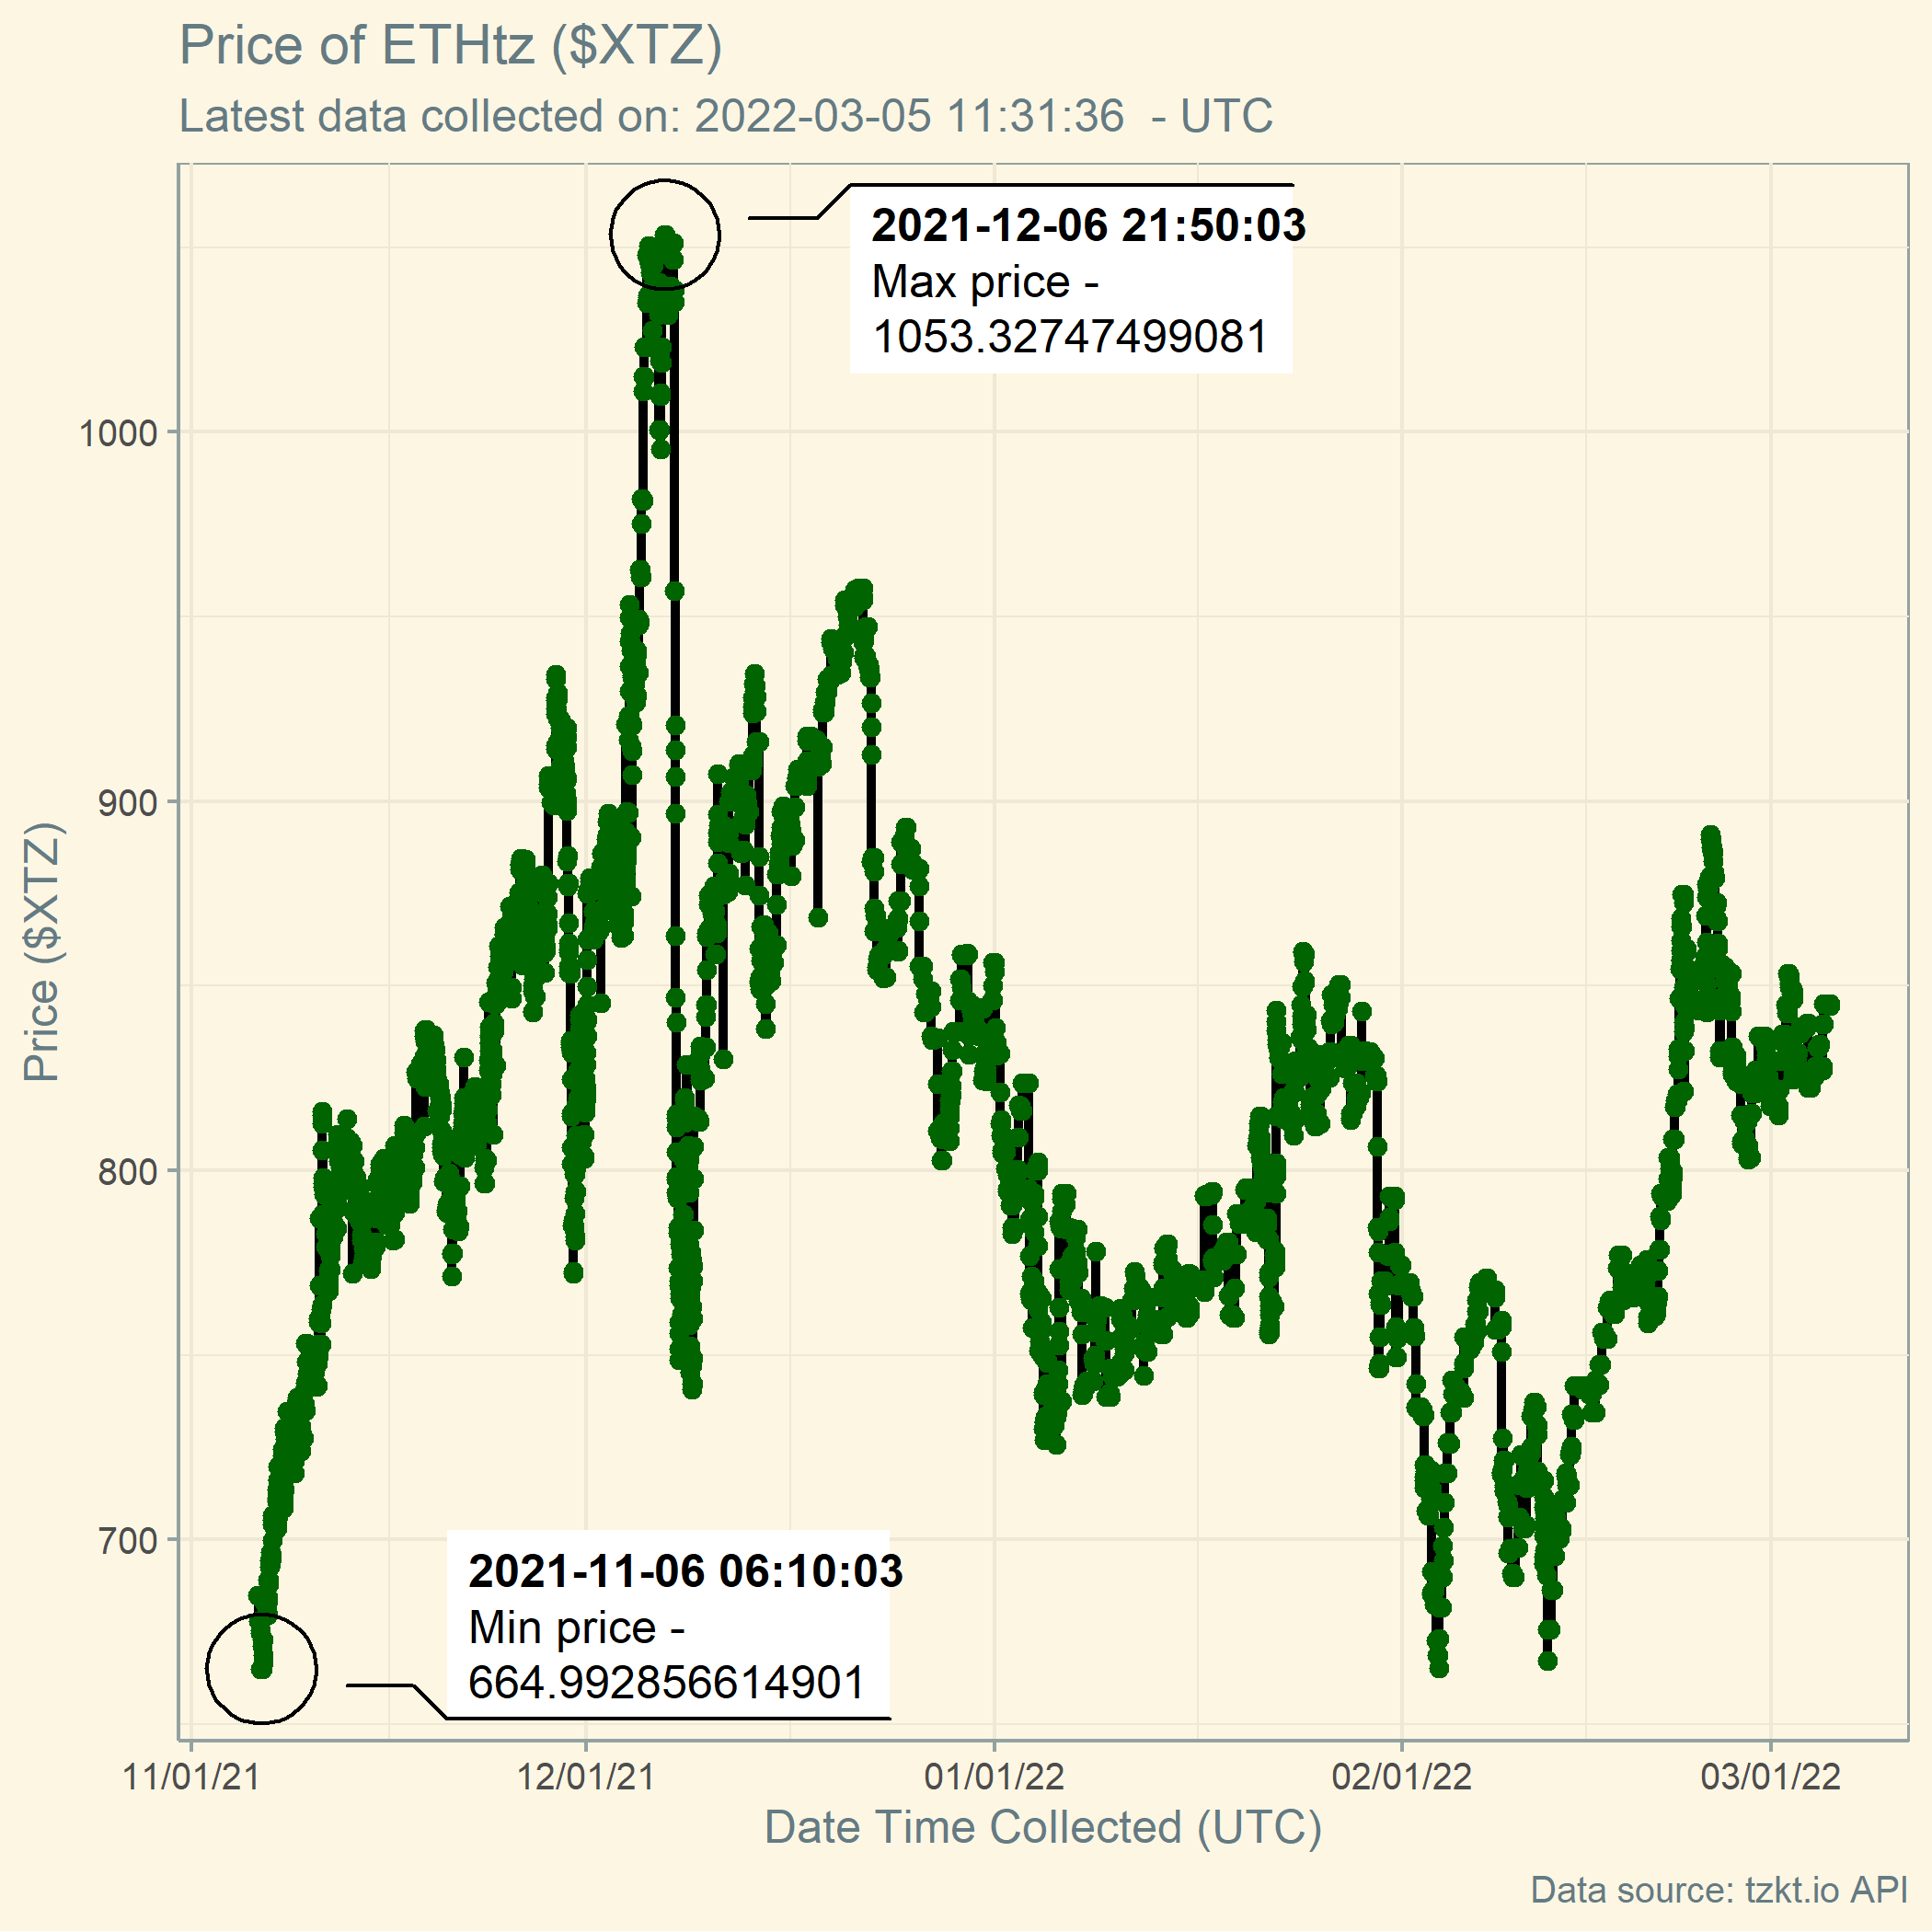 Price of ETHtz ($XTZ)
Latest data collected on: 2022-03-05 11:31:36  - UTC
2021-12-06 21:50:03
Max price -
1053.32747499081
1000
900
800
700
Price ($XTZ)
2021-11-06 06:10:03
Min price -
664.992856614901
11/01/21
12/01/21
01/01/22
02/01/22
03/01/22
Date Time Collected (UTC)
Data source: tzkt.io API